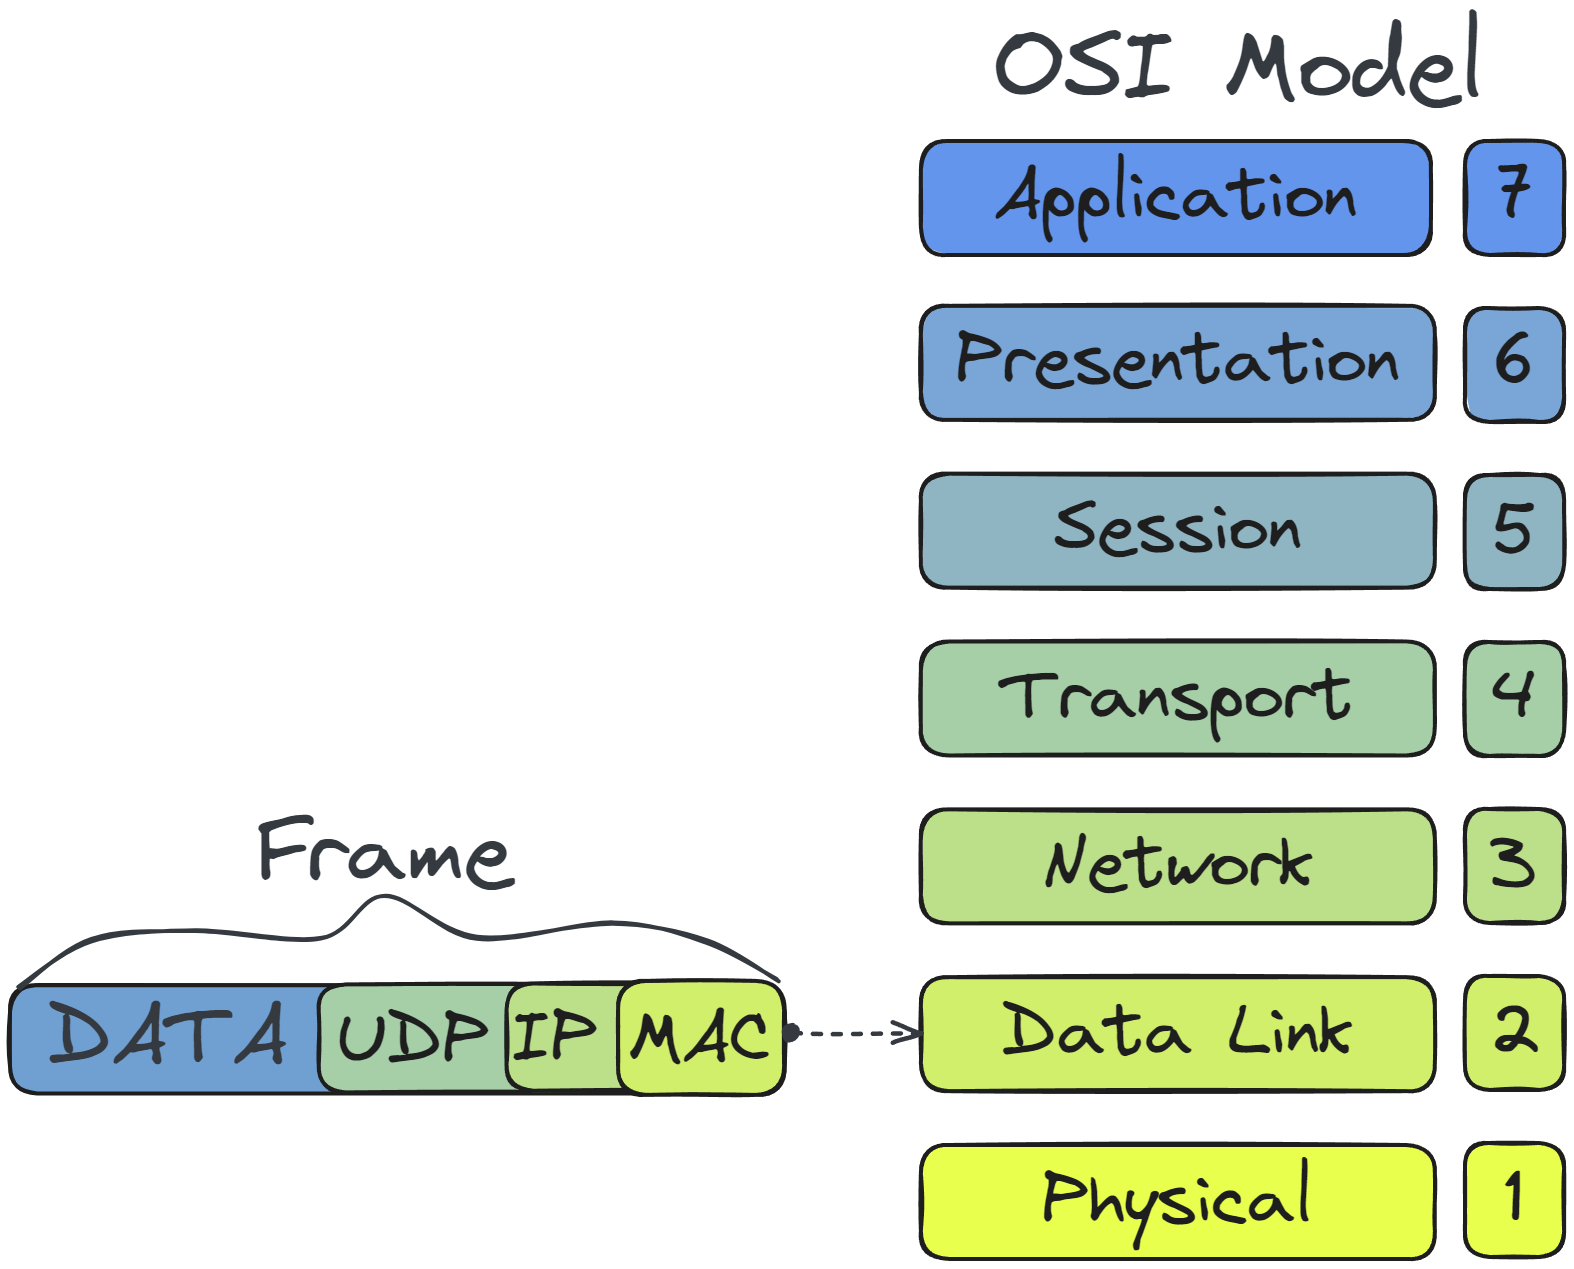 OSI Model
Application 7
Presentation 6
Session 5
Transport 4
Network 3
Frame
DATA UDP IP MAC
Data Link 2
Physical 1